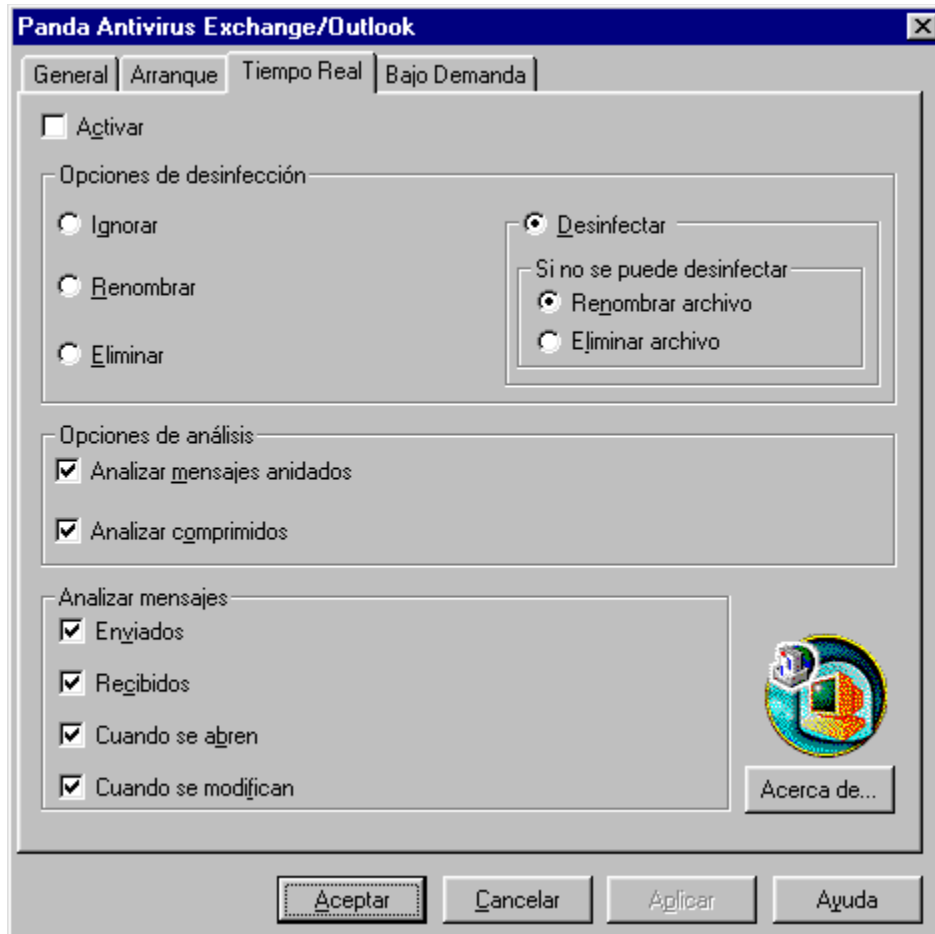 Panda Antivirus Exchange/Outlook
General Arranque Tiempo Real Bajo Demanda
Activar
Opciones de desinfección
Ignorar
Desinfectar
Si no se puede desinfectar
Renombrar
Renombrar archivo
Eliminar archivo
Eliminar
Opciones de análisis
Analizar mensajes anidados
Analizar comprimidos
Analizar mensajes
Enviados
Recibidos
Cuando se abren
Cuando se modifican
Acerca de...
Aceptar Cancelar Aplicar Ayuda